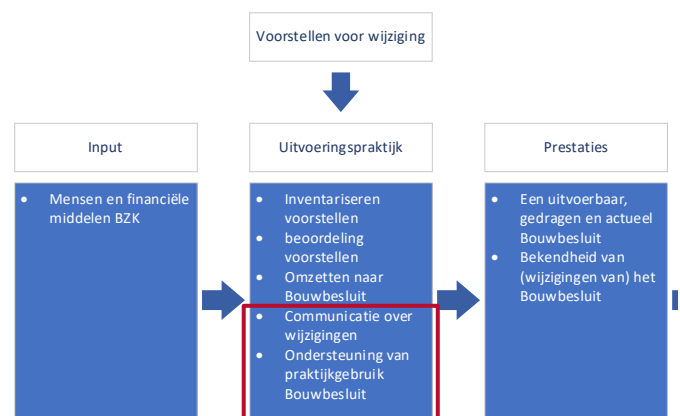 Voorstellen voor wijziging
Input
Uitvoeringspraktijk
Prestaties
• Mensen en financiële
middelen BZK
• Inventariseren
voorstellen
• beoordeling
voorstellen
• Omzetten naar
Bouwbesluit
• Communicatie over
wijzigingen
• Ondersteuning van
praktijkgebruik
Bouwbesluit
• Een uitvoerbaar,
gedragen en actueel
Bouwbesluit
• Bekendheid van
(wijzigingen van) het
Bouwbesluit